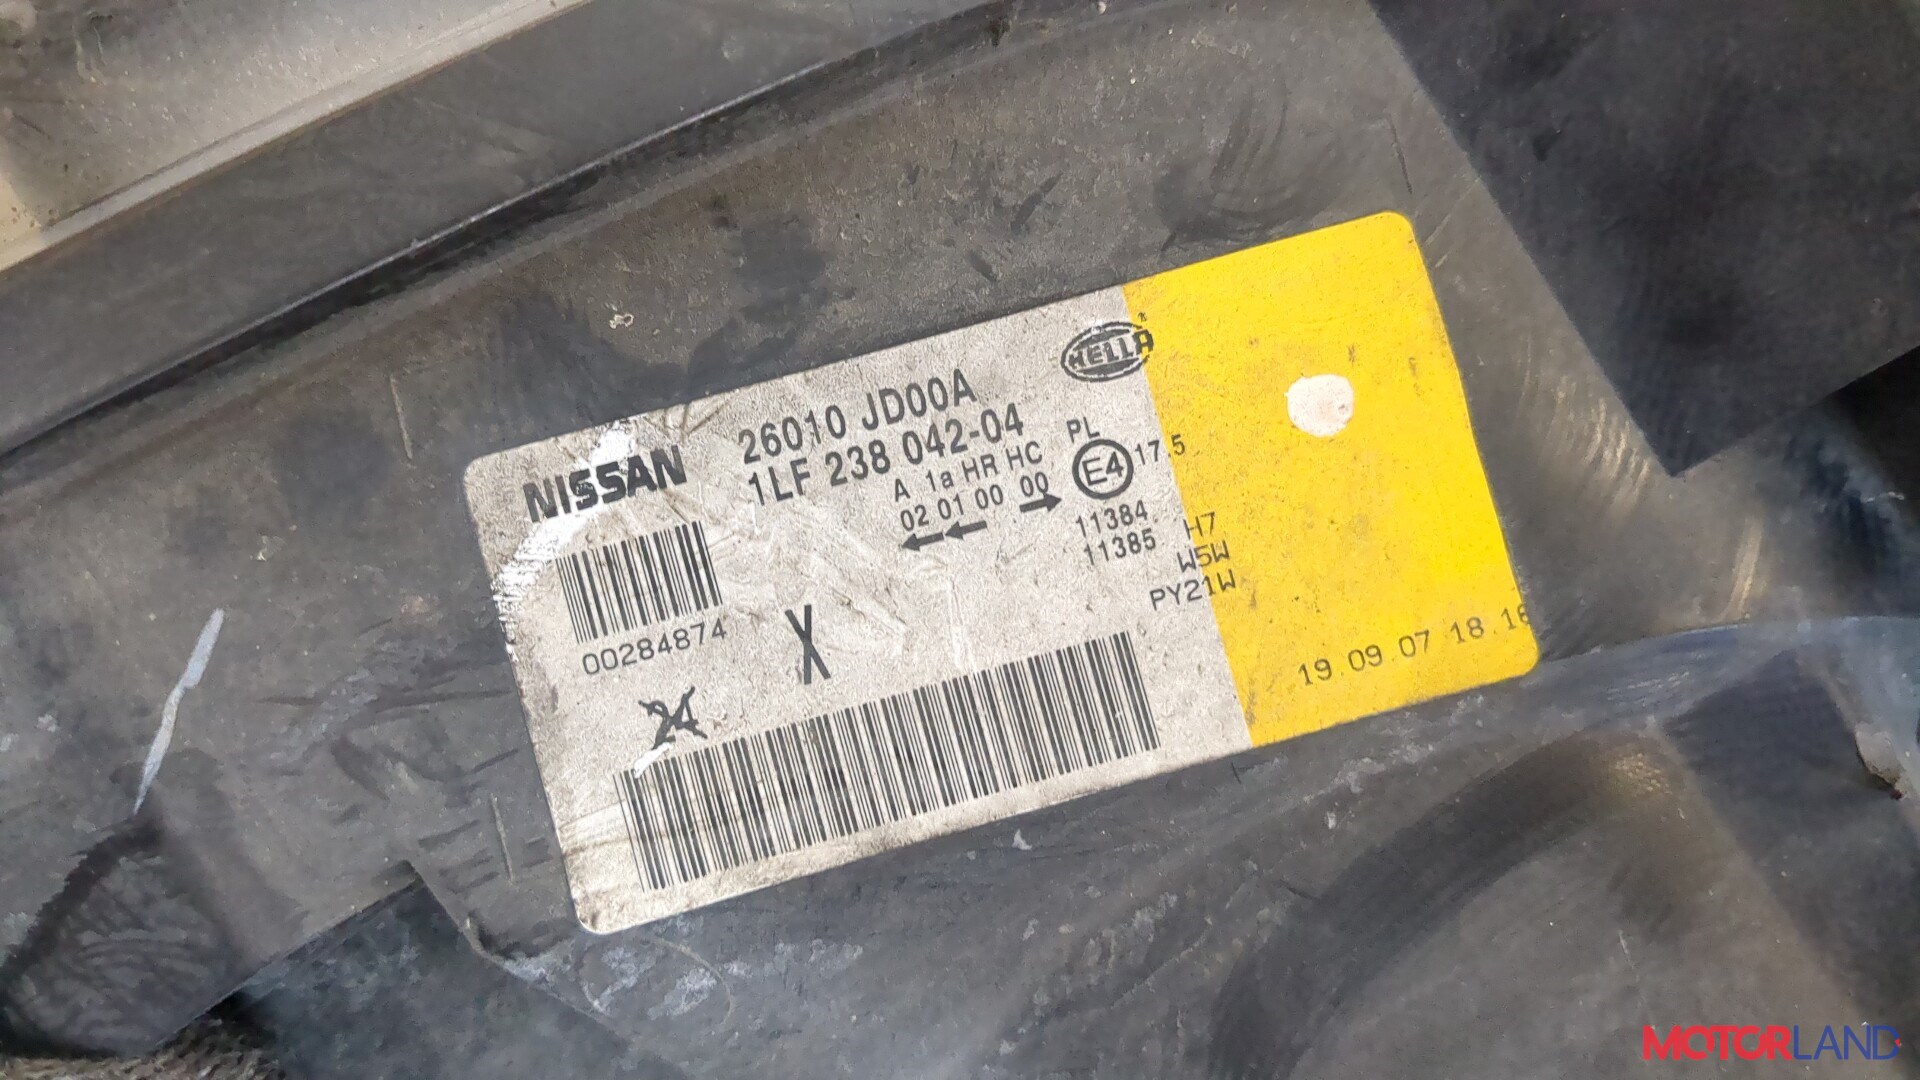 HELLA
NISSAN
26010 JD00A
1LF 238 042-04
A 1a HR HC PL
02 01 00 00 E4 17.5
11384
11385
H7
W5W
PY21W
00284874
X
24
19.09.07 18.16
MOTORLAND